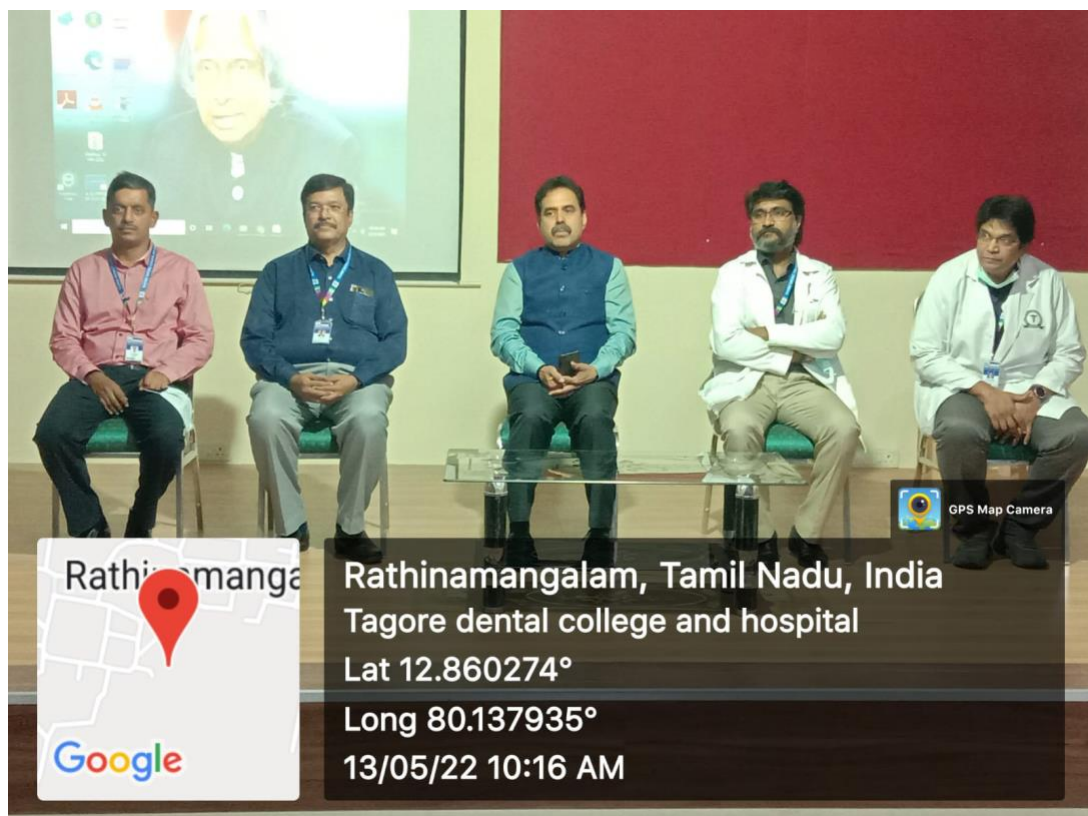 GPS Map Camera
Rathinamanga
Google
Rathinamangalam, Tamil Nadu, India
Tagore dental college and hospital
Lat 12.860274°
Long 80.137935°
13/05/22 10:16 AM